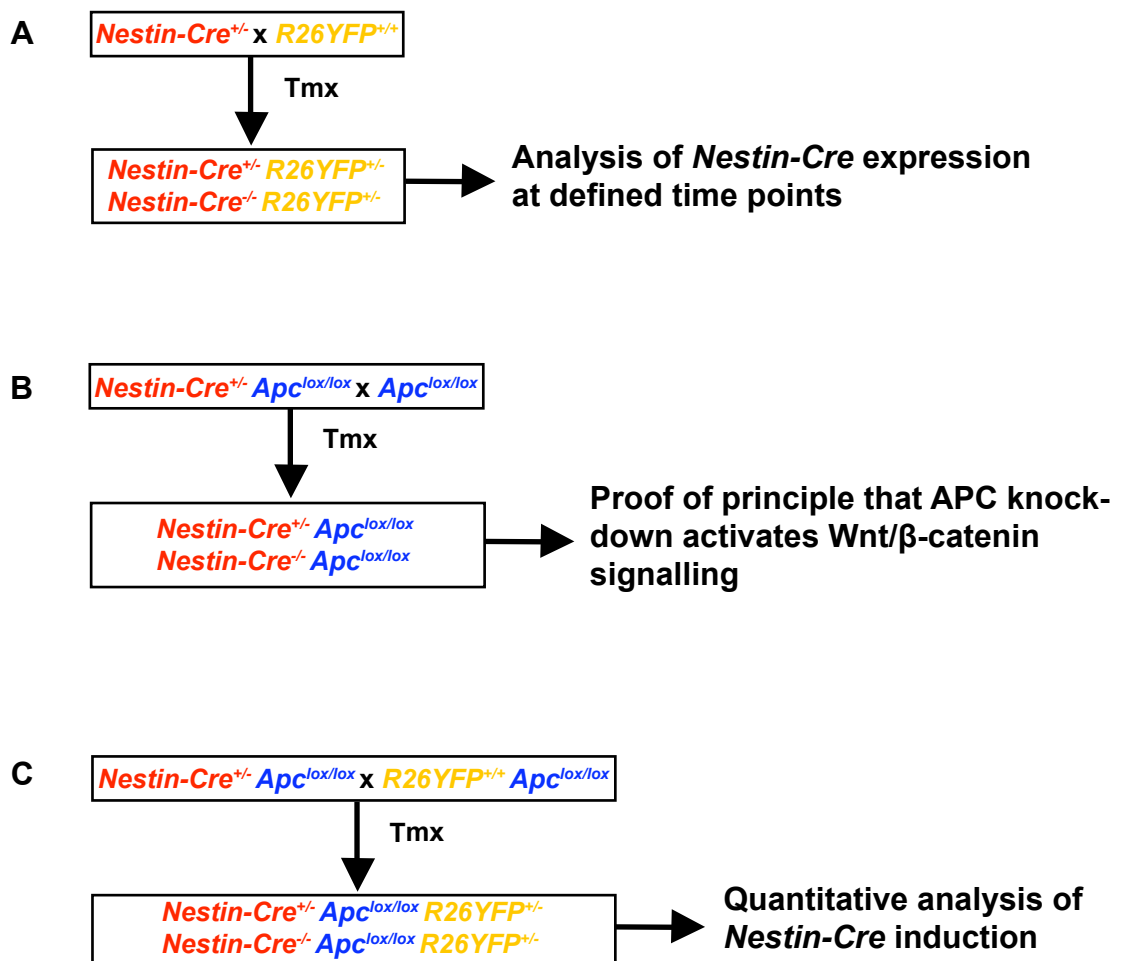 A
Nestin-Cre+/- x R26YFP+/+
Tmx
Nestin-Cre+/- R26YFP+/-
Nestin-Cre-/- R26YFP+/-
Analysis of Nestin-Cre expression
at defined time points
B
Nestin-Cre+/- Apclox/lox x Apclox/lox
Tmx
Nestin-Cre+/- Apclox/lox
Nestin-Cre-/- Apclox/lox
Proof of principle that APC knock-
down activates Wnt/β-catenin
signalling
C
Nestin-Cre+/- Apclox/lox x R26YFP+/+ Apclox/lox
Tmx
Nestin-Cre+/- Apclox/lox R26YFP+/-
Nestin-Cre-/- Apclox/lox R26YFP+/-
Quantitative analysis of
Nestin-Cre induction